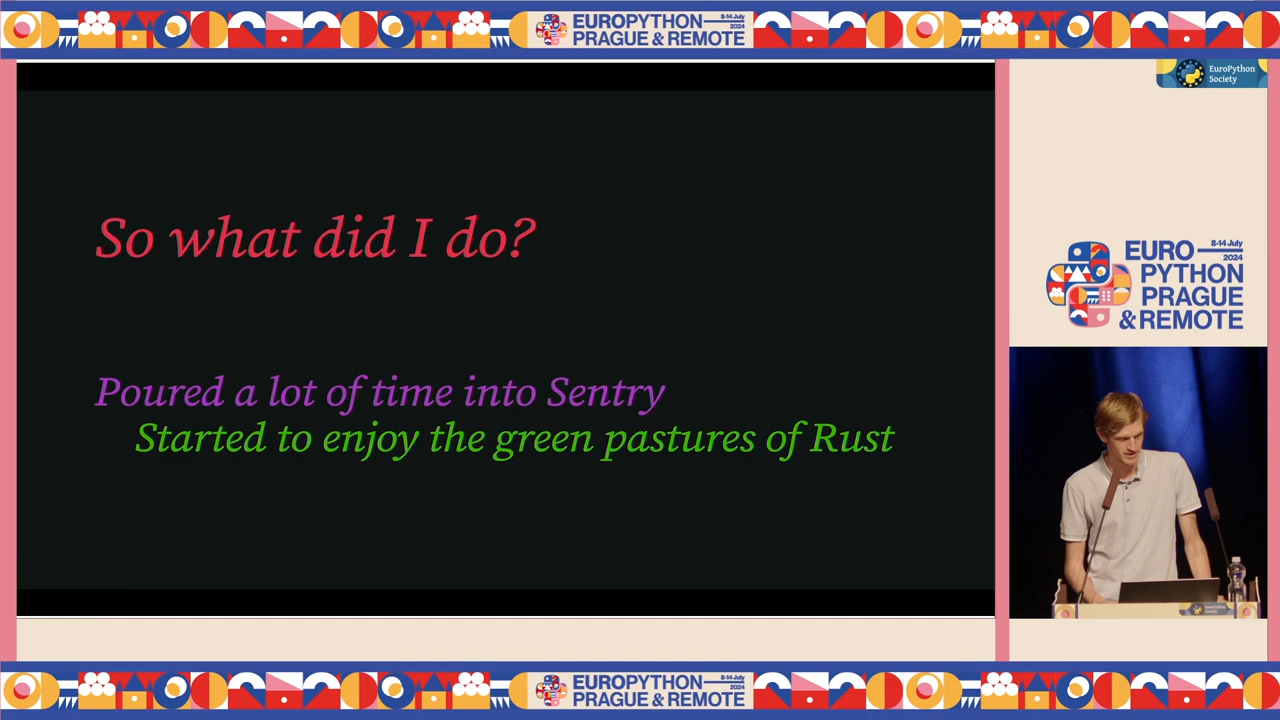 EUROPYTHON
8-14 July
2024
PRAGUE & REMOTE
EuroPython
Society
So what did I do?
Poured a lot of time into Sentry
Started to enjoy the green pastures of Rust
EURO
8-14 July
2024
PYTHON
PRAGUE
& REMOTE
EuroPython
Society
EUROPYTHON
8-14 July
2024
PRAGUE & REMOTE